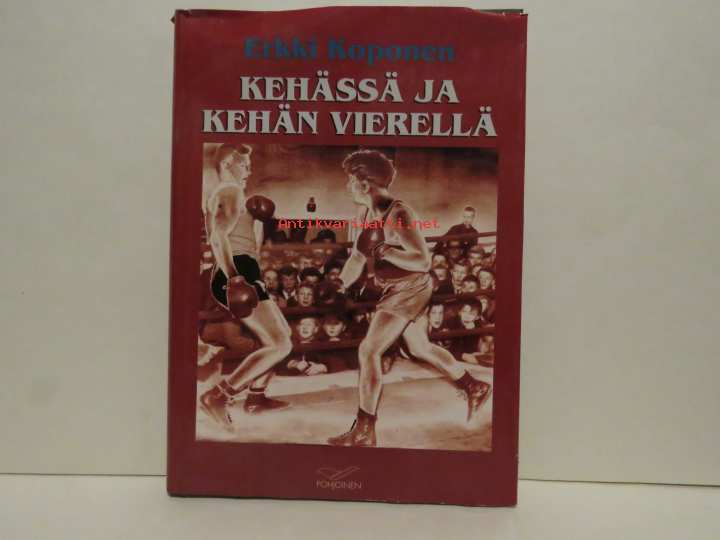 Erkki Koponen
KEHÄSSÄ JA
KEHÄN VIERELLÄ
Antikvariaatti.net
POHJOINEN